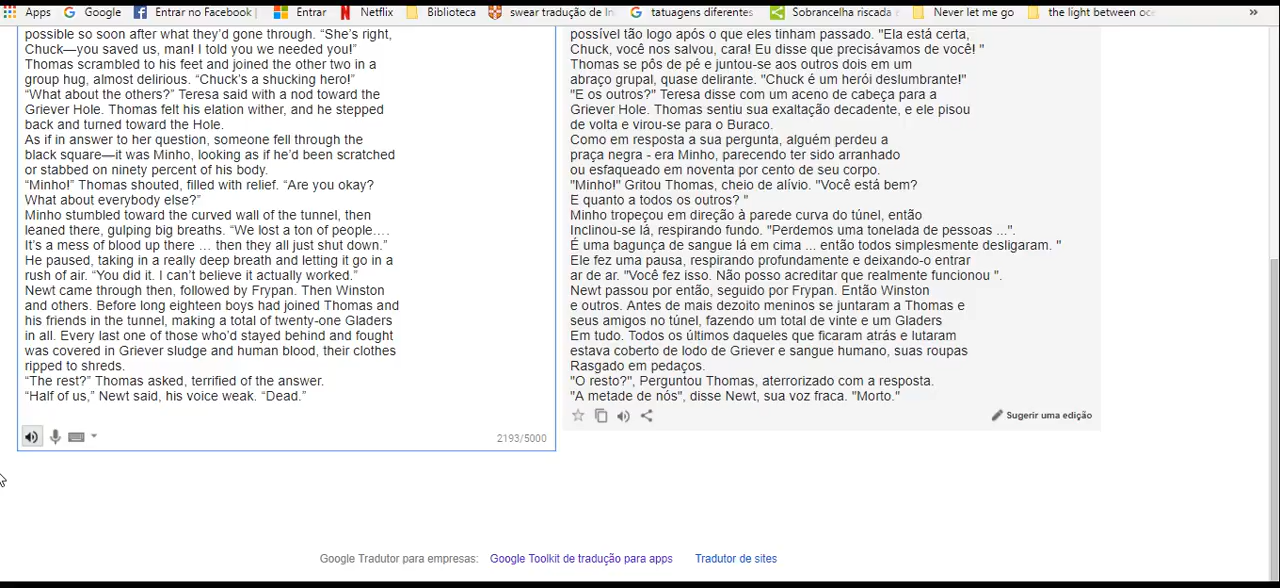 Apps Google Entrar no Facebook Entrar Netflix Biblioteca swear tradução de In tatuagens diferentes Sobrancelha riscada Never let me go the light between oce »
possible so soon after what they'd gone through. “She's right,
Chuck—you saved us, man! I told you we needed you!”
Thomas scrambled to his feet and joined the other two in a
group hug, almost delirious. “Chuck's a shucking hero!”
“What about the others?” Teresa said with a nod toward the
Griever Hole. Thomas felt his elation wither, and he stepped
back and turned toward the Hole.
As if in answer to her question, someone fell through the
black square—it was Minho, looking as if he'd been scratched
or stabbed on ninety percent of his body.
“Minho!” Thomas shouted, filled with relief. “Are you okay?
What about everybody else?”
Minho stumbled toward the curved wall of the tunnel, then
leaned there, gulping big breaths. “We lost a ton of people….
It's a mess of blood up there … then they all just shut down.”
He paused, taking in a really deep breath and letting it go in a
rush of air. “You did it. I can't believe it actually worked.”
Newt came through then, followed by Frypan. Then Winston
and others. Before long eighteen boys had joined Thomas and
his friends in the tunnel, making a total of twenty-one Gladers
in all. Every last one of those who'd stayed behind and fought
was covered in Griever sludge and human blood, their clothes
ripped to shreds.
“The rest?” Thomas asked, terrified of the answer.
“Half of us,” Newt said, his voice weak. “Dead.”
2193/5000
possível tão logo após o que eles tinham passado. "Ela está certa,
Chuck, você nos salvou, cara! Eu disse que precisávamos de você! "
Thomas se pôs de pé e juntou-se aos outros dois em um
abraço grupal, quase delirante. "Chuck é um herói deslumbrante!"
"E os outros?" Teresa disse com um aceno de cabeça para a
Griever Hole. Thomas sentiu sua exaltação decadente, e ele pisou
de volta e virou-se para o Buraco.
Como em resposta a sua pergunta, alguém perdeu a
praça negra - era Minho, parecendo ter sido arranhado
ou esfaqueado em noventa por cento de seu corpo.
"Minho!" Gritou Thomas, cheio de alívio. "Você está bem?
E quanto a todos os outros? "
Minho tropeçou em direção à parede curva do túnel, então
Inclinou-se lá, respirando fundo. "Perdemos uma tonelada de pessoas ...".
É uma bagunça de sangue lá em cima ... então todos simplesmente desligaram. "
Ele fez uma pausa, respirando profundamente e deixando-o entrar
ar de ar. "Você fez isso. Não posso acreditar que realmente funcionou ".
Newt passou por então, seguido por Frypan. Então Winston
e outros. Antes de mais dezoito meninos se juntaram a Thomas e
seus amigos no túnel, fazendo um total de vinte e um Gladers
Em tudo. Todos os últimos daqueles que ficaram atrás e lutaram
estava coberto de lodo de Griever e sangue humano, suas roupas
Rasgado em pedaços.
"O resto?", Perguntou Thomas, aterrorizado com a resposta.
"A metade de nós", disse Newt, sua voz fraca. "Morto."
Sugerir uma edição
Google Tradutor para empresas: Google Toolkit de tradução para apps Tradutor de sites